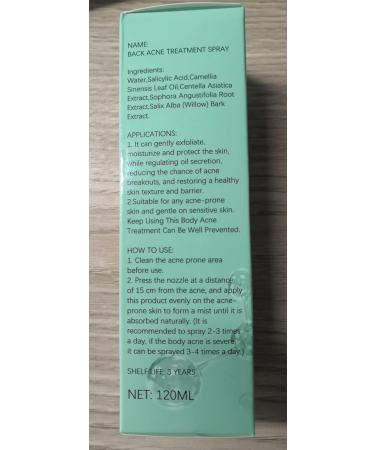 NAME:
BACK ACNE TREATMENT SPRAY
Ingredients:
Water,Salicylic Acid,Camellia
Sinensis Leaf Oil,Centella Asiatica
Extract,Sophora Angustifolia Root
Extract,Salix Alba (Willow) Bark
Extract.
APPLICATIONS:
1. It can gently exfoliate,
moisturize and protect the skin,
while regulating oil secretion,
reducing the chance of acne
breakouts, and restoring a healthy
skin texture and barrier.
2.Suitable for any acne-prone
skin and gentle on sensitive skin.
Keep Using This Body Acne
Treatment Can Be Well Prevented.
HOW TO USE:
1. Clean the acne prone area
before use.
2. Press the nozzle at a distance
of 15 cm from the acne, and apply
this product evenly on the acne-
prone skin to form a mist until it is
absorbed naturally. (It is
recommended to spray 2-3 times
a day, if the body acne is severe,
it can be sprayed 3-4 times a day.)
SHELF LIFE: 3 YEARS
NET: 120ML